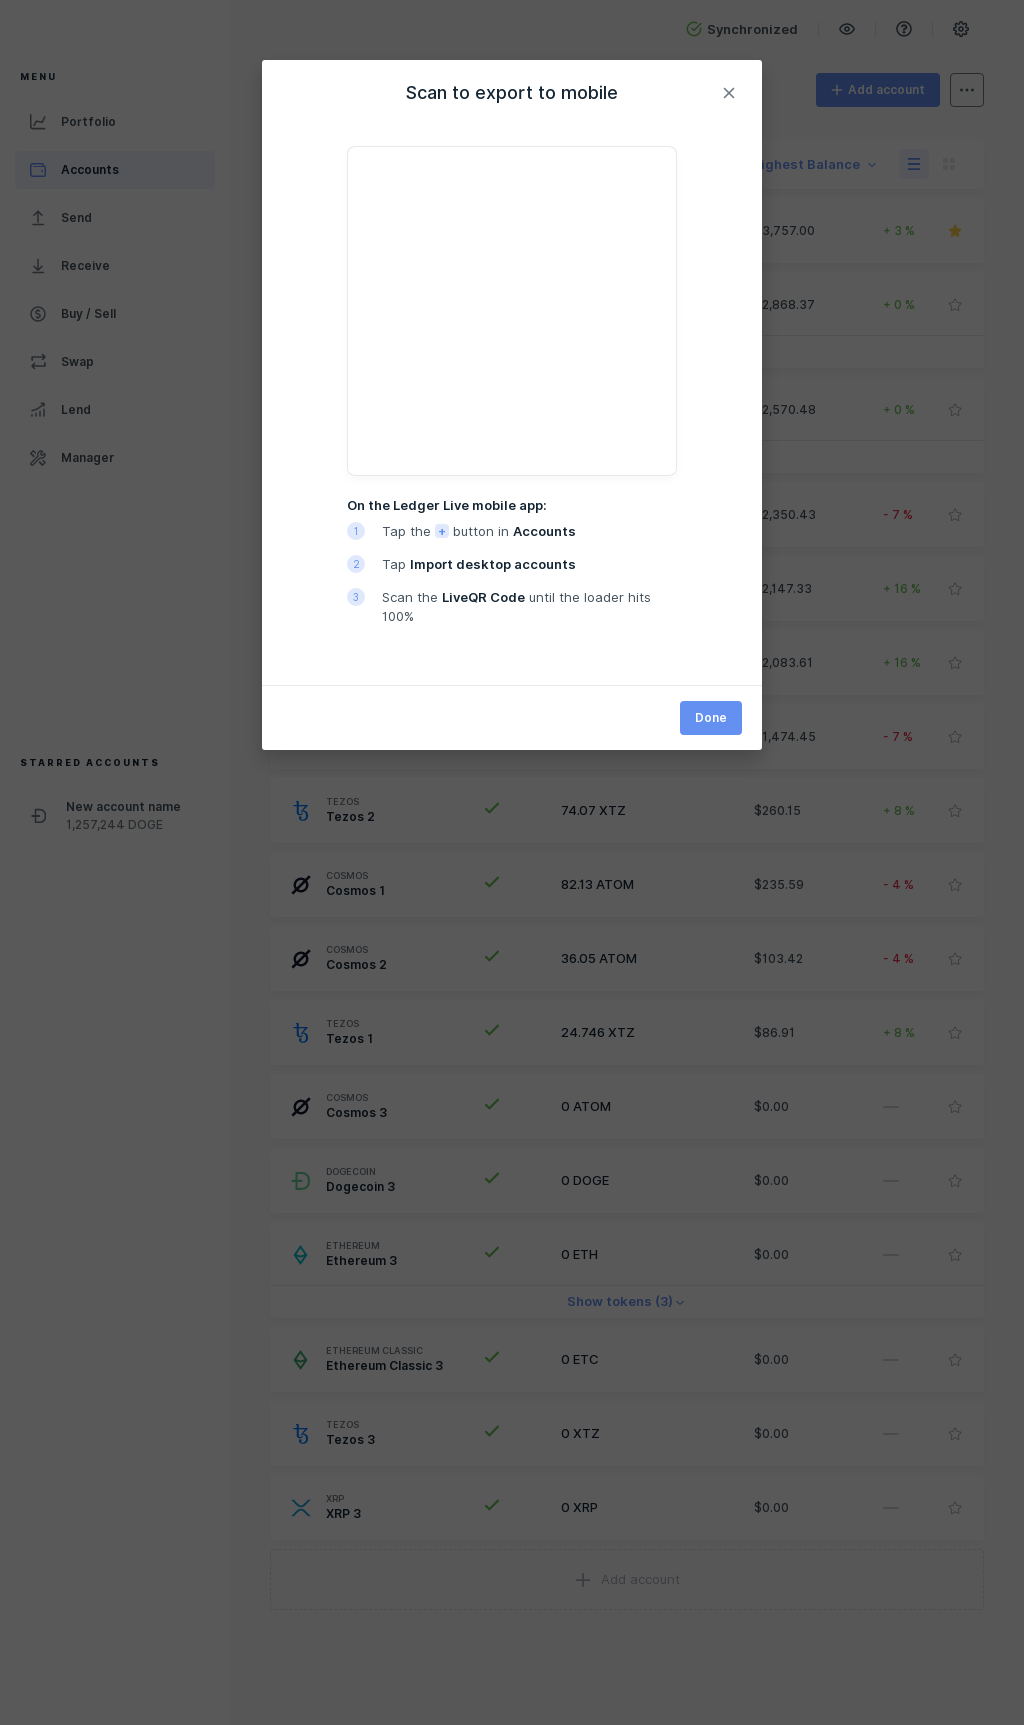 Synchronized
MENU
Portfolio
Accounts
Send
Receive
Buy / Sell
Swap
Lend
Manager
STARRED ACCOUNTS
New account name
1,257,244 DOGE
Add account
Balance
Scan to export to mobile
On the Ledger Live mobile app:
1 Tap the + button in Accounts
2 Tap Import desktop accounts
3 Scan the LiveQR Code until the loader hits
100%
Done
3,757.00 + 3 %
2,868.37 + 0 %
2,570.48 + 0 %
2,350.43 - 7 %
2,147.33 + 16 %
2,083.61 + 16 %
1,474.45 - 7 %
TEZOS
Tezos 2 74.07 XTZ $260.15 + 8 %
COSMOS
Cosmos 1 82.13 ATOM $235.59 - 4 %
COSMOS
Cosmos 2 36.05 ATOM $103.42 - 4 %
TEZOS
Tezos 1 24.746 XTZ $86.91 + 8 %
COSMOS
Cosmos 3 0 ATOM $0.00 —
DOGECOIN
Dogecoin 3 0 DOGE $0.00 —
ETHEREUM
Ethereum 3 0 ETH $0.00 —
Show tokens (3)
ETHEREUM CLASSIC
Ethereum Classic 3 0 ETC $0.00 —
TEZOS
Tezos 3 0 XTZ $0.00 —
XRP
XRP 3 0 XRP $0.00 —
Add account